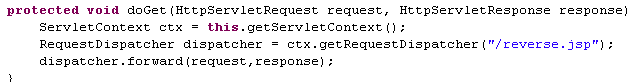 protected void doGet(HttpServletRequest request, HttpServletResponse response)
ServletContext ctx = this.getServletContext();
RequestDispatcher dispatcher = ctx.getRequestDispatcher("/reverse.jsp");
dispatcher.forward(request,response);
}